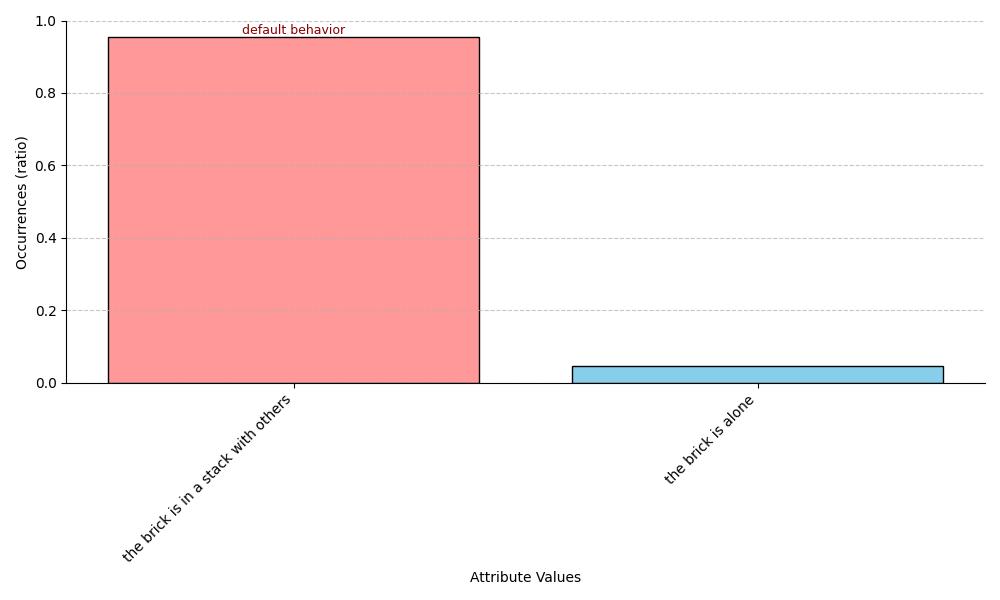 default behavior
1.0
0.8
0.6
0.4
0.2
0.0
Occurrences (ratio)
the brick is in a stack with others
the brick is alone
Attribute Values